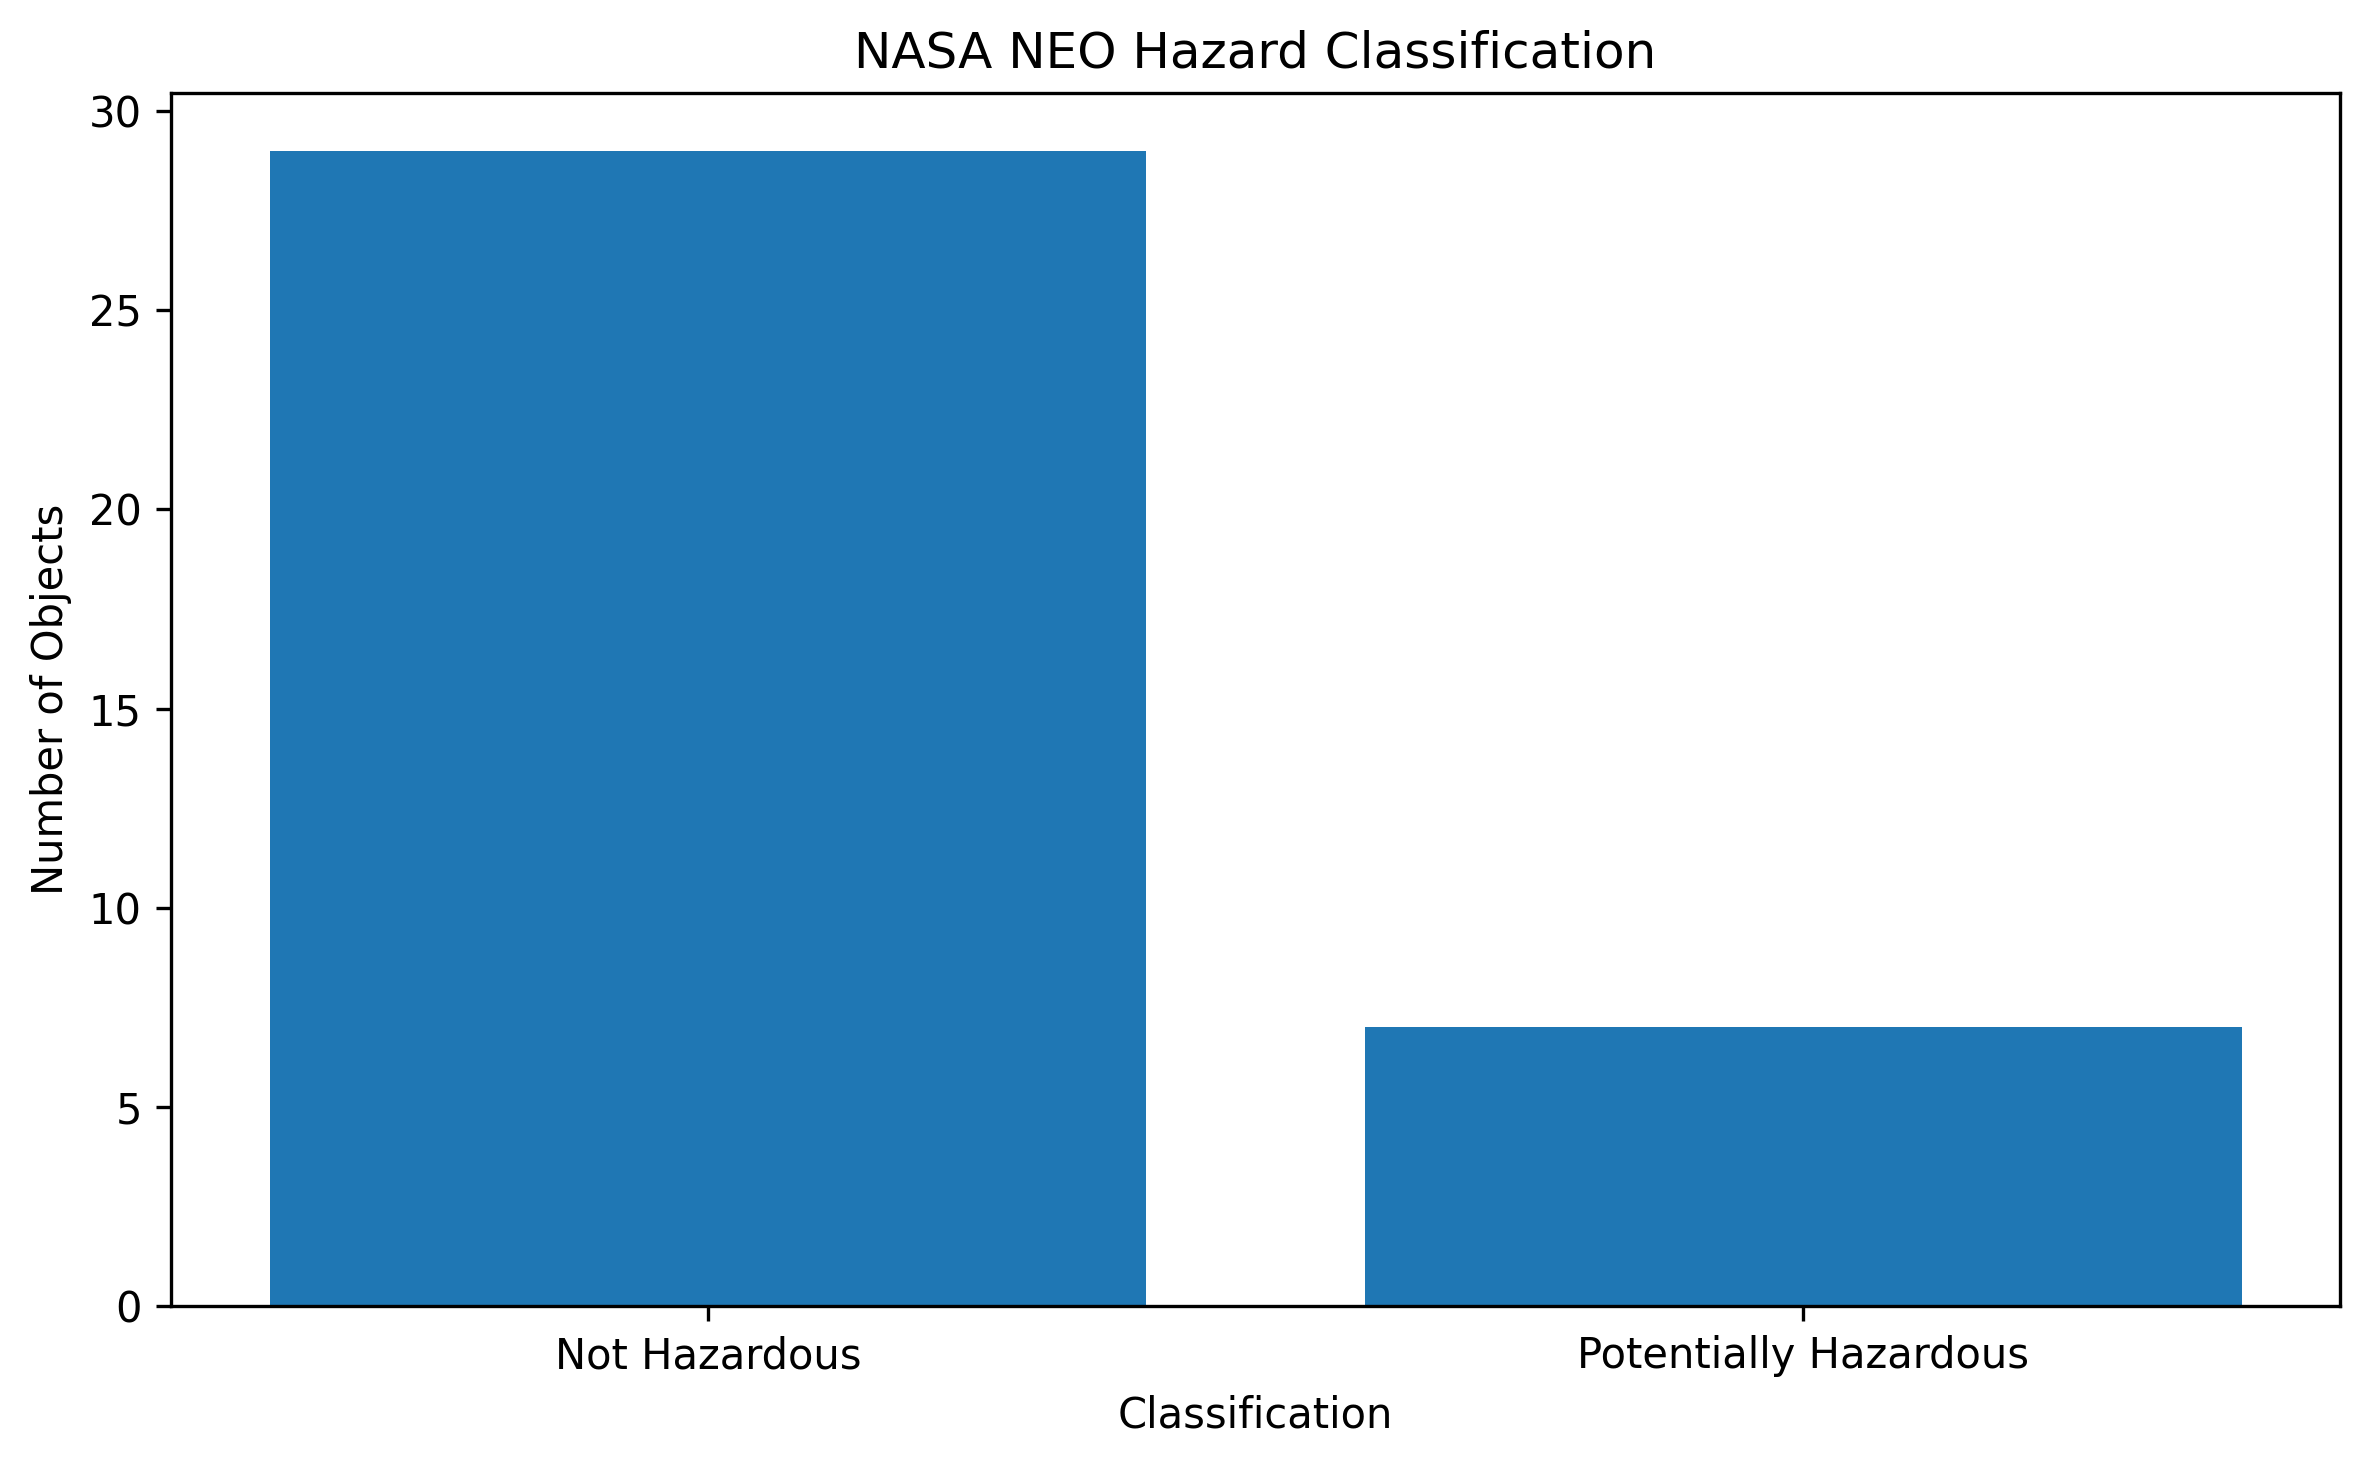 NASA NEO Hazard Classification
30
25
20
15
10
5
0
Number of Objects
Not Hazardous
Potentially Hazardous
Classification